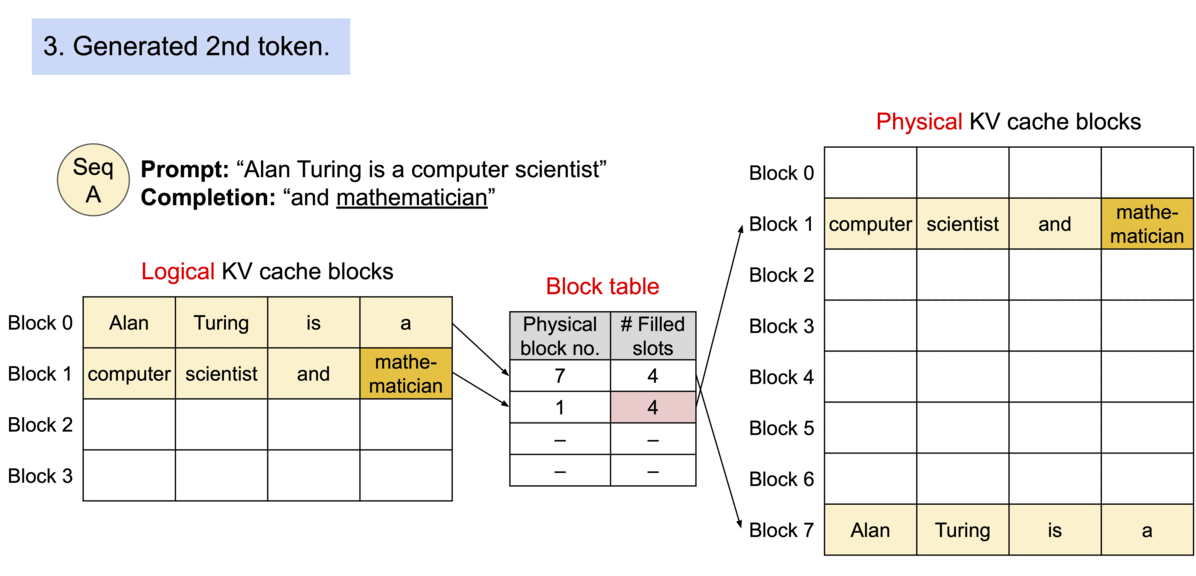 3. Generated 2nd token.
Seq
A
Prompt: “Alan Turing is a computer scientist”
Completion: “and mathematician”
Logical KV cache blocks
Block 0 Alan Turing is a
Block 1 computer scientist and mathe-
matician
Block 2
Block 3
Block table
Physical # Filled
block no. slots
7 4
1 4
– –
– –
Physical KV cache blocks
Block 0
Block 1 computer scientist and mathe-
matician
Block 2
Block 3
Block 4
Block 5
Block 6
Block 7 Alan Turing is a